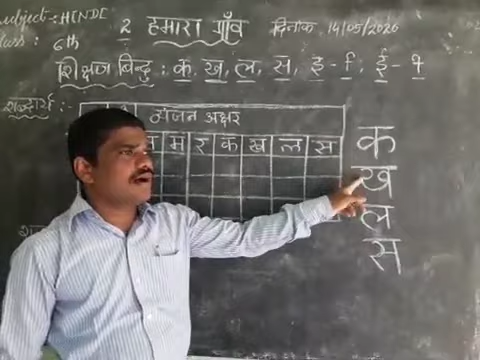 Subject:- HINDI
2 हमारा गाँव
दिनांक. 14/05/2020
Class: 6th
शिक्षण बिन्दु : क, ख, ल, स, इ - ि, ई - ी
शब्दार्थ :-
व्यंजन अक्षर
म र क ख ल स
क
ख
ल
स